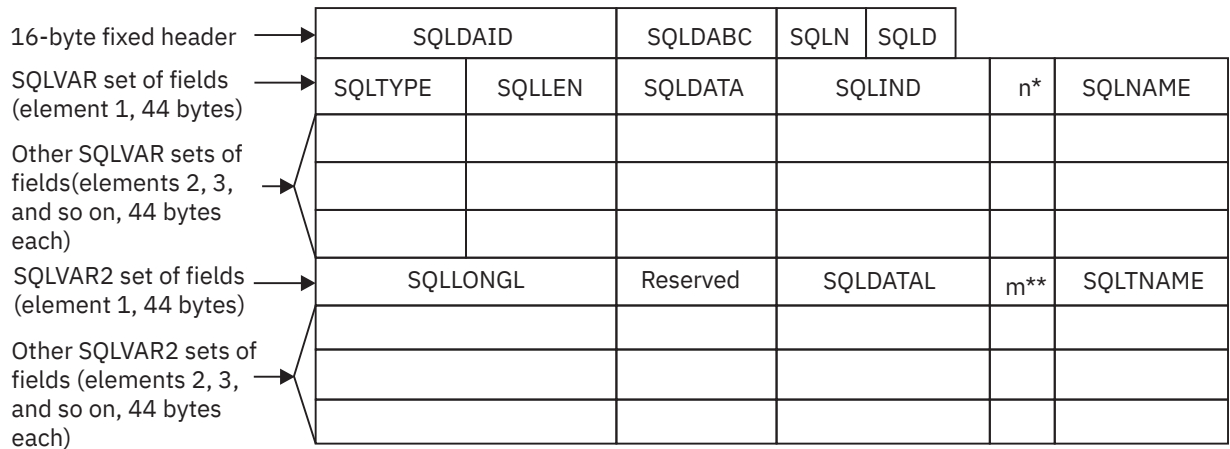 16-byte fixed header
SQLDAID SQLDABC SQLN SQLD
SQLVAR set of fields
(element 1, 44 bytes)
SQLTYPE SQLLEN SQLDATA SQLIND n* SQLNAME
Other SQLVAR sets of
fields(elements 2, 3,
and so on, 44 bytes
each)
SQLVAR2 set of fields
(element 1, 44 bytes)
SQLLONGL Reserved SQLDATAL m** SQLTNAME
Other SQLVAR2 sets of
fields (elements 2, 3,
and so on, 44 bytes
each)